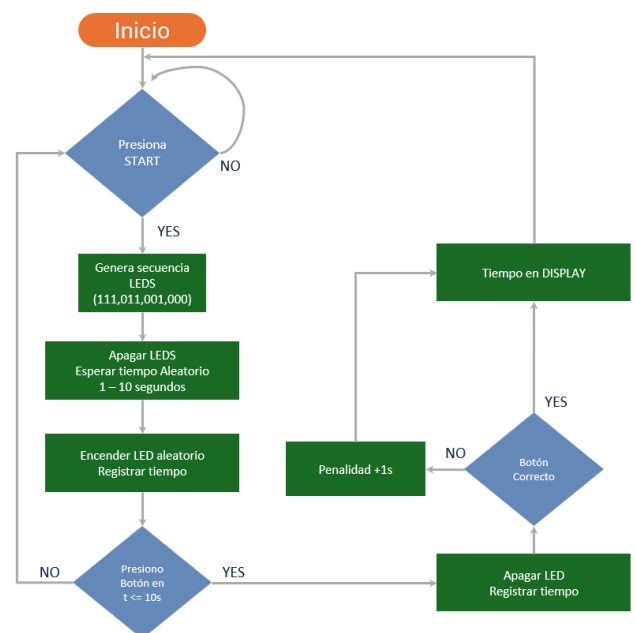 Inicio
Presiona
START
NO
YES
Genera secuencia
LEDS
(111,011,001,000)
Apagar LEDS
Esperar tiempo Aleatorio
1 – 10 segundos
Encender LED aleatorio
Registrar tiempo
Presiono
Botón en
t <= 10s
NO
YES
Apagar LED
Registrar tiempo
Botón
Correcto
NO
YES
Penalidad +1s
Tiempo en DISPLAY